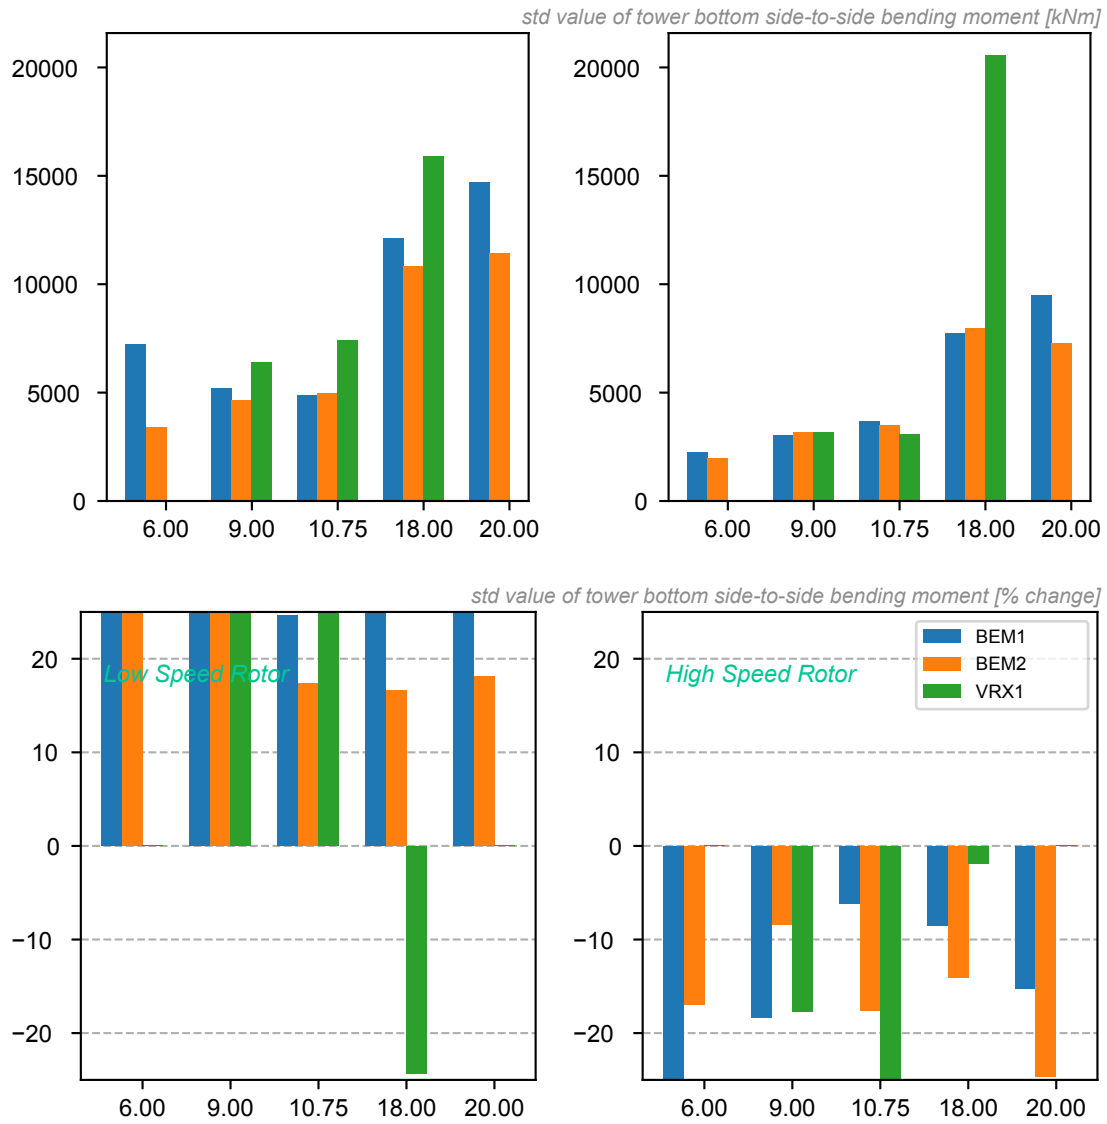 std value of tower bottom side-to-side bending moment [kNm]
20000
15000
10000
5000
0
6.00 9.00 10.75 18.00 20.00
20000
15000
10000
5000
0
6.00 9.00 10.75 18.00 20.00
std value of tower bottom side-to-side bending moment [% change]
Low Speed Rotor
20
10
0
−10
−20
6.00 9.00 10.75 18.00 20.00
High Speed Rotor
BEM1
BEM2
VRX1
20
10
0
−10
−20
6.00 9.00 10.75 18.00 20.00